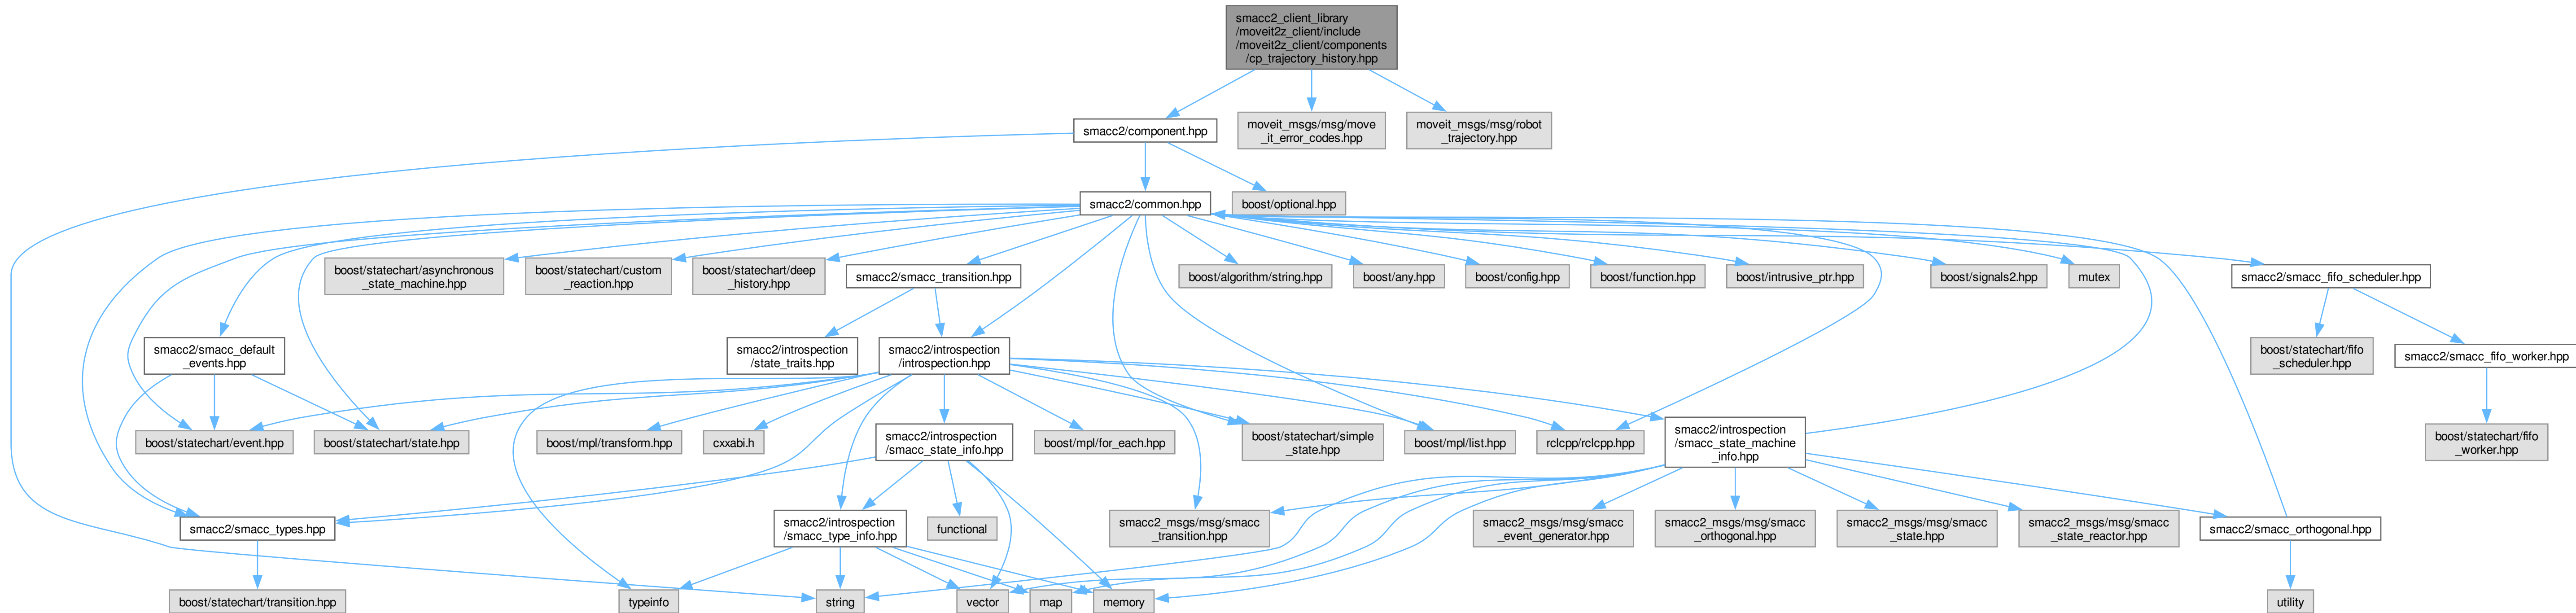 smacc2_client_library
/moveit2z_client/include
/moveit2z_client/components
/cp_trajectory_history.hpp
smacc2/component.hpp
moveit_msgs/msg/move
_it_error_codes.hpp
moveit_msgs/msg/robot
_trajectory.hpp
smacc2/common.hpp
boost/optional.hpp
boost/statechart/asynchronous
_state_machine.hpp
boost/statechart/custom
_reaction.hpp
boost/statechart/deep
_history.hpp
smacc2/smacc_transition.hpp
boost/algorithm/string.hpp
boost/any.hpp
boost/config.hpp
boost/function.hpp
boost/intrusive_ptr.hpp
boost/signals2.hpp
mutex
smacc2/smacc_fifo_scheduler.hpp
smacc2/smacc_default
_events.hpp
smacc2/introspection
/state_traits.hpp
smacc2/introspection
/introspection.hpp
boost/statechart/fifo
_scheduler.hpp
smacc2/smacc_fifo_worker.hpp
boost/statechart/event.hpp
boost/statechart/state.hpp
boost/mpl/transform.hpp
cxxabi.h
smacc2/introspection
/smacc_state_info.hpp
boost/mpl/for_each.hpp
boost/statechart/simple
_state.hpp
boost/mpl/list.hpp
rclcpp/rclcpp.hpp
smacc2/introspection
/smacc_state_machine
_info.hpp
boost/statechart/fifo
_worker.hpp
smacc2/smacc_types.hpp
smacc2/introspection
/smacc_type_info.hpp
functional
smacc2_msgs/msg/smacc
_transition.hpp
smacc2_msgs/msg/smacc
_event_generator.hpp
smacc2_msgs/msg/smacc
_orthogonal.hpp
smacc2_msgs/msg/smacc
_state.hpp
smacc2_msgs/msg/smacc
_state_reactor.hpp
smacc2/smacc_orthogonal.hpp
boost/statechart/transition.hpp
typeinfo
string
vector
map
memory
utility